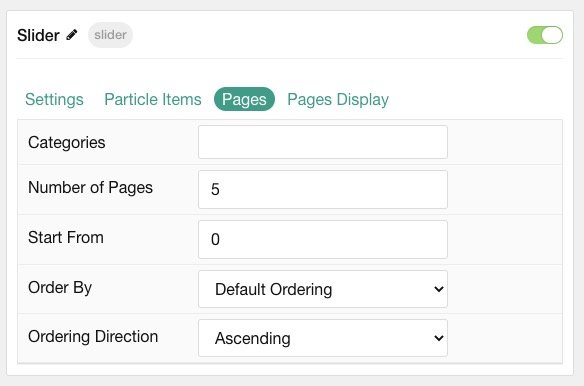 Slider slider
Settings Particle Items Pages Pages Display
Categories
Number of Pages 5
Start From 0
Order By Default Ordering
Ordering Direction Ascending